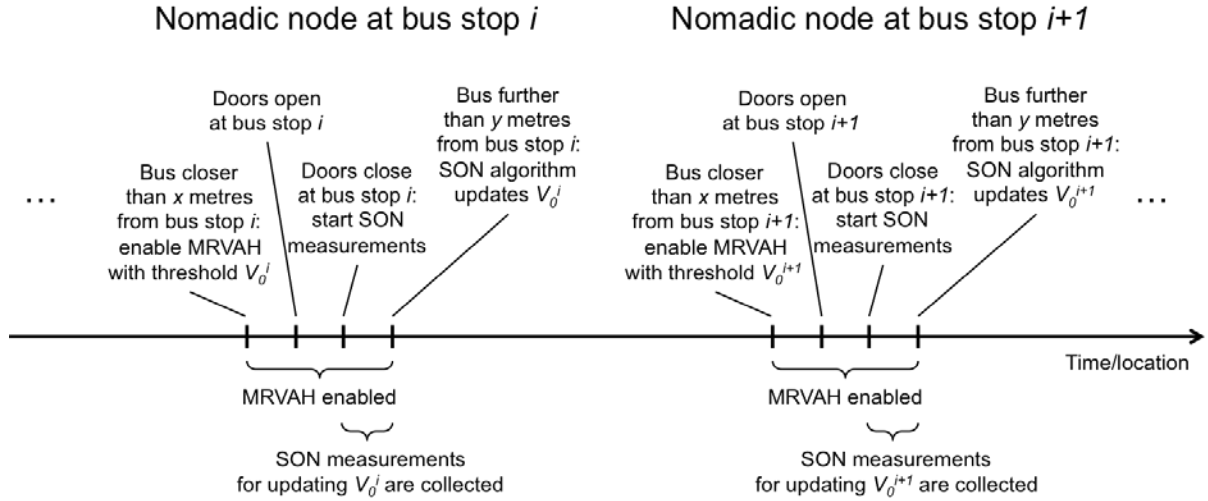 Nomadic node at bus stop i
Nomadic node at bus stop i+1
Doors open
at bus stop i
Bus further
than y metres
from bus stop i:
SON algorithm
updates V₀ⁱ
Bus closer
than x metres
from bus stop i:
enable MRVAH
with threshold V₀ⁱ
Doors close
at bus stop i:
start SON
measurements
Doors open
at bus stop i+1
Bus further
than y metres
from bus stop i+1:
SON algorithm
updates V₀ⁱ⁺¹
Bus closer
than x metres
from bus stop i+1:
enable MRVAH
with threshold V₀ⁱ⁺¹
Doors close
at bus stop i+1:
start SON
measurements
...
...
Time/location
MRVAH enabled
SON measurements
for updating V₀ⁱ are collected
MRVAH enabled
SON measurements
for updating V₀ⁱ⁺¹ are collected